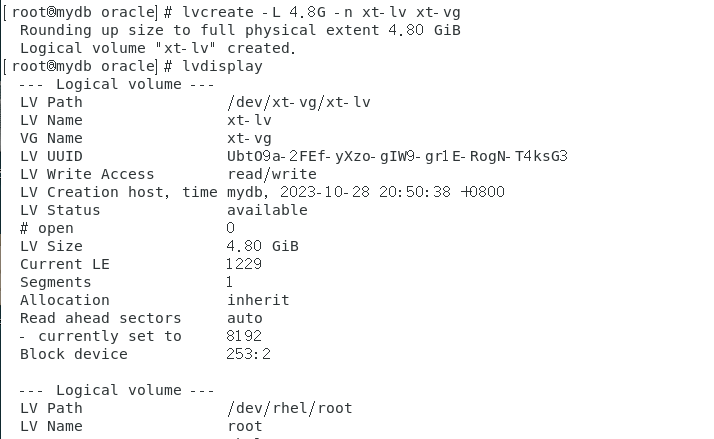 [root@mydb oracle]# lvcreate -L 4.8G -n xt-lv xt-vg
Rounding up size to full physical extent 4.80 GiB
Logical volume "xt-lv" created.
[root@mydb oracle]# lvdisplay
--- Logical volume ---
LV Path /dev/xt-vg/xt-lv
LV Name xt-lv
VG Name xt-vg
LV UUID UbtO9a-2FEf-yXzo-gIW9-gr1E-RogN-T4ksG3
LV Write Access read/write
LV Creation host, time mydb, 2023-10-28 20:50:38 +0800
LV Status available
# open 0
LV Size 4.80 GiB
Current LE 1229
Segments 1
Allocation inherit
Read ahead sectors auto
- currently set to 8192
Block device 253:2
--- Logical volume ---
LV Path /dev/rhel/root
LV Name root